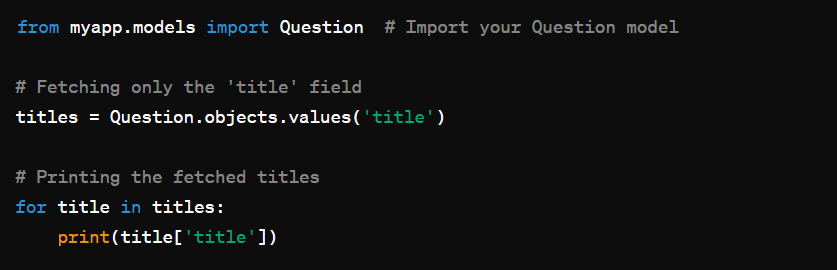 from myapp.models import Question  # Import your Question model
# Fetching only the 'title' field
titles = Question.objects.values('title')
# Printing the fetched titles
for title in titles:
    print(title['title'])